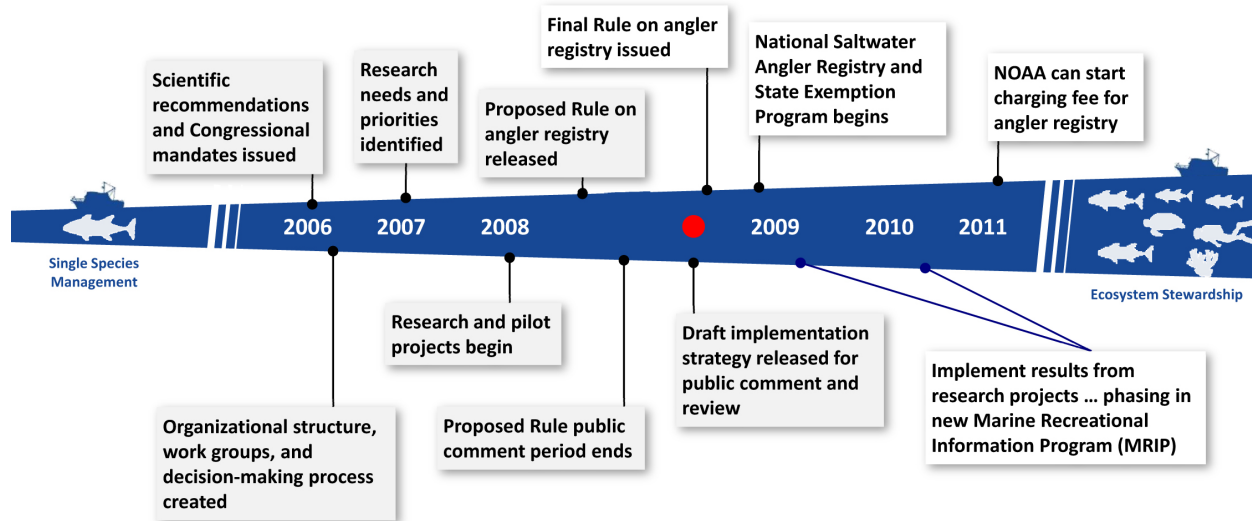 Scientific
recommendations
and Congressional
mandates issued
Research
needs and
priorities
identified
Proposed Rule on
angler registry
released
Final Rule on angler
registry issued
National Saltwater
Angler Registry and
State Exemption
Program begins
NOAA can start
charging fee for
angler registry
2006
2007
2008
2009
2010
2011
Single Species
Management
Ecosystem Stewardship
Organizational structure,
work groups, and
decision-making process
created
Research and pilot
projects begin
Proposed Rule public
comment period ends
Draft implementation
strategy released for
public comment and
review
Implement results from
research projects ... phasing in
new Marine Recreational
Information Program (MRIP)